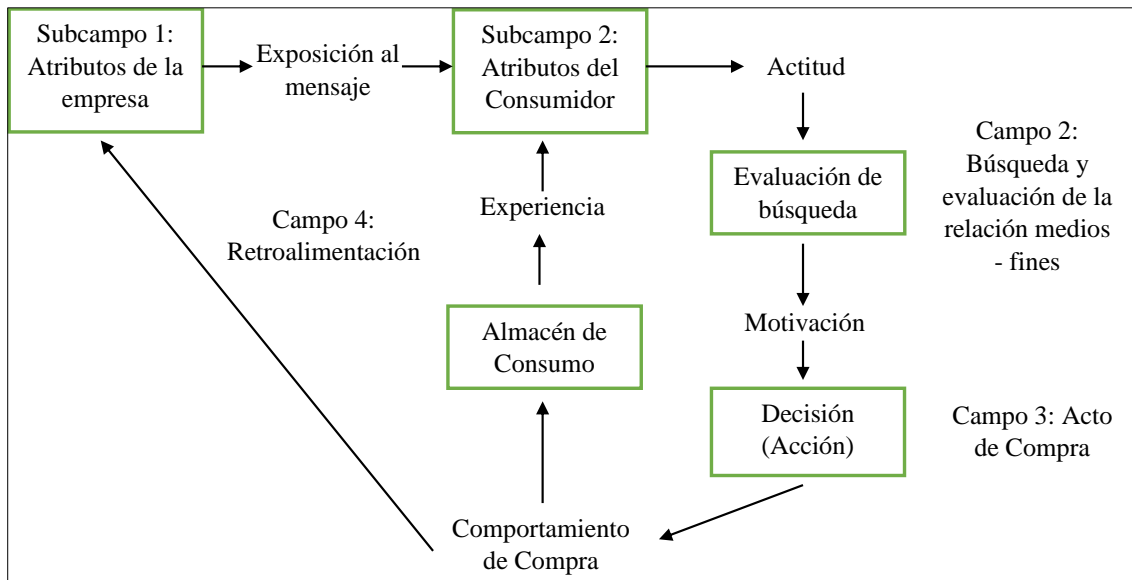 Subcampo 1:
Atributos de la
empresa
Exposición al
mensaje
Subcampo 2:
Atributos del
Consumidor
Actitud
Evaluación de
búsqueda
Campo 2:
Búsqueda y
evaluación de la
relación medios
- fines
Experiencia
Campo 4:
Retroalimentación
Motivación
Almacén de
Consumo
Decisión
(Acción)
Campo 3: Acto
de Compra
Comportamiento
de Compra